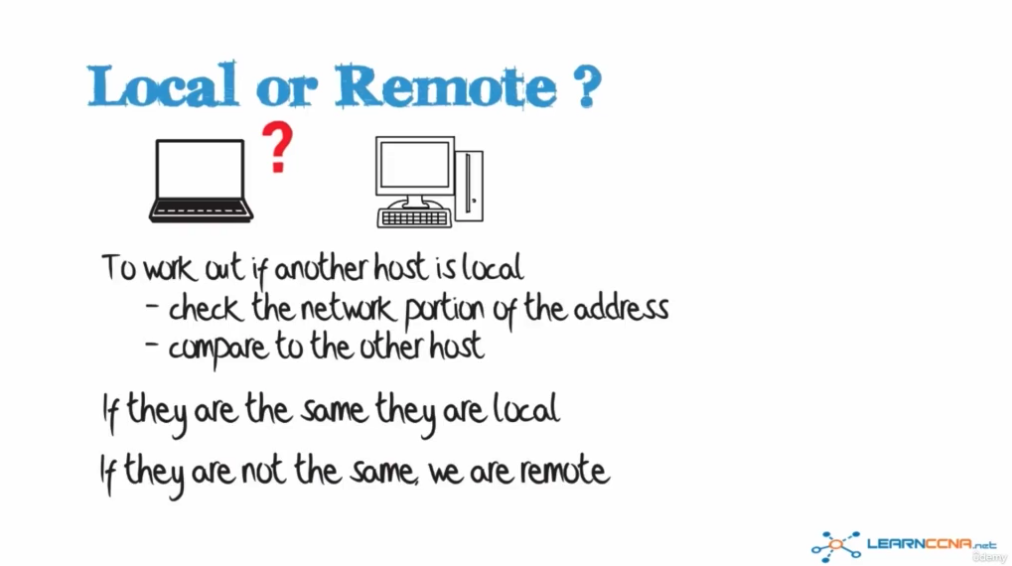 Local or Remote ?
?
To work out if another host is local
- check the network portion of the address
- compare to the other host
If they are the same they are local
If they are not the same, we are remote
LEARNCCNA.net
Udemy